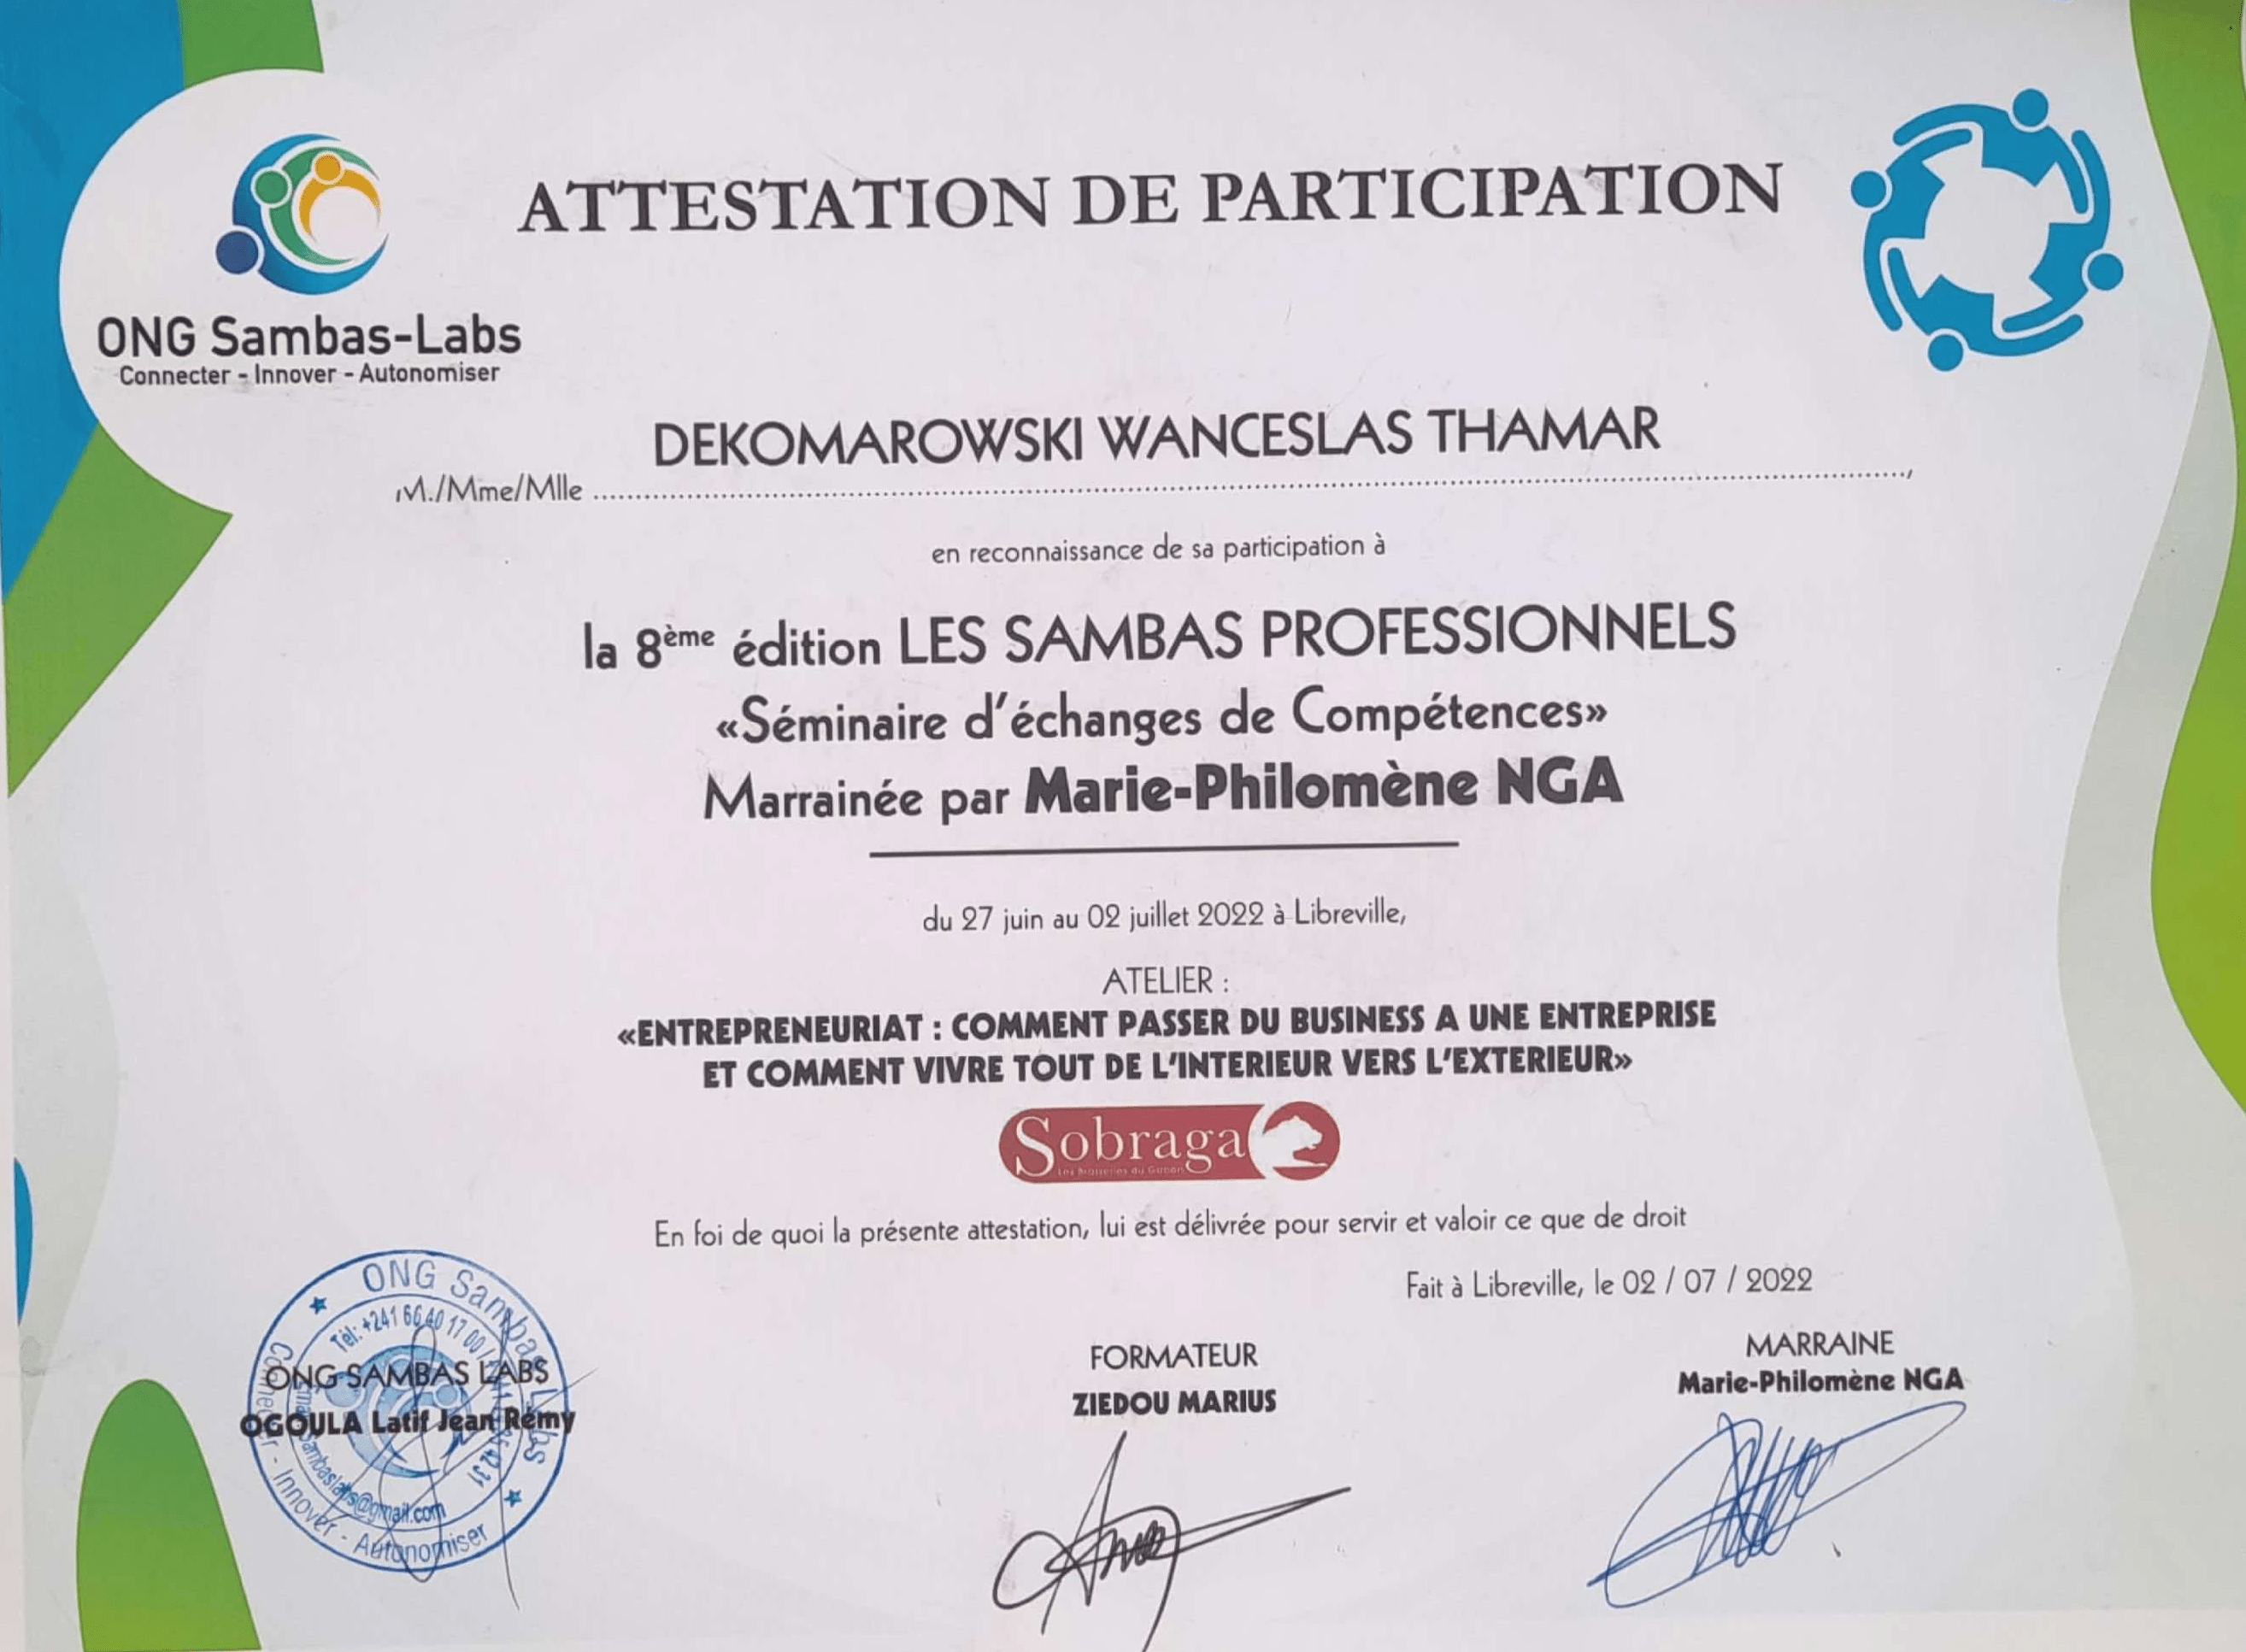 ATTESTATION DE PARTICIPATION
ONG Sambas-Labs
Connecter - Innover - Autonomiser
DEKOMAROWSKI WANCESLAS THAMAR
M./Mme/Mlle ....................,
en reconnaissance de sa participation à
la 8ème édition LES SAMBAS PROFESSIONNELS
«Séminaire d'échanges de Compétences»
Marrainée par Marie-Philomène NGA
du 27 juin au 02 juillet 2022 à Libreville,
ATELIER :
«ENTREPRENEURIAT : COMMENT PASSER DU BUSINESS A UNE ENTREPRISE
ET COMMENT VIVRE TOUT DE L'INTERIEUR VERS L'EXTERIEUR»
Sobraga
Les Brasseries du Gabon
En foi de quoi la présente attestation, lui est délivrée pour servir et valoir ce que de droit
Fait à Libreville, le 02 / 07 / 2022
ONG SAMBAS LABS
OGOULA Latif Jean Rémy
FORMATEUR
ZIEDOU MARIUS
MARRAINE
Marie-Philomène NGA
ONG Sambas Labs
Tél: +241 66 40 17 00 /
sambaslabs@gmail.com
Connecter - Innover - Autonomiser